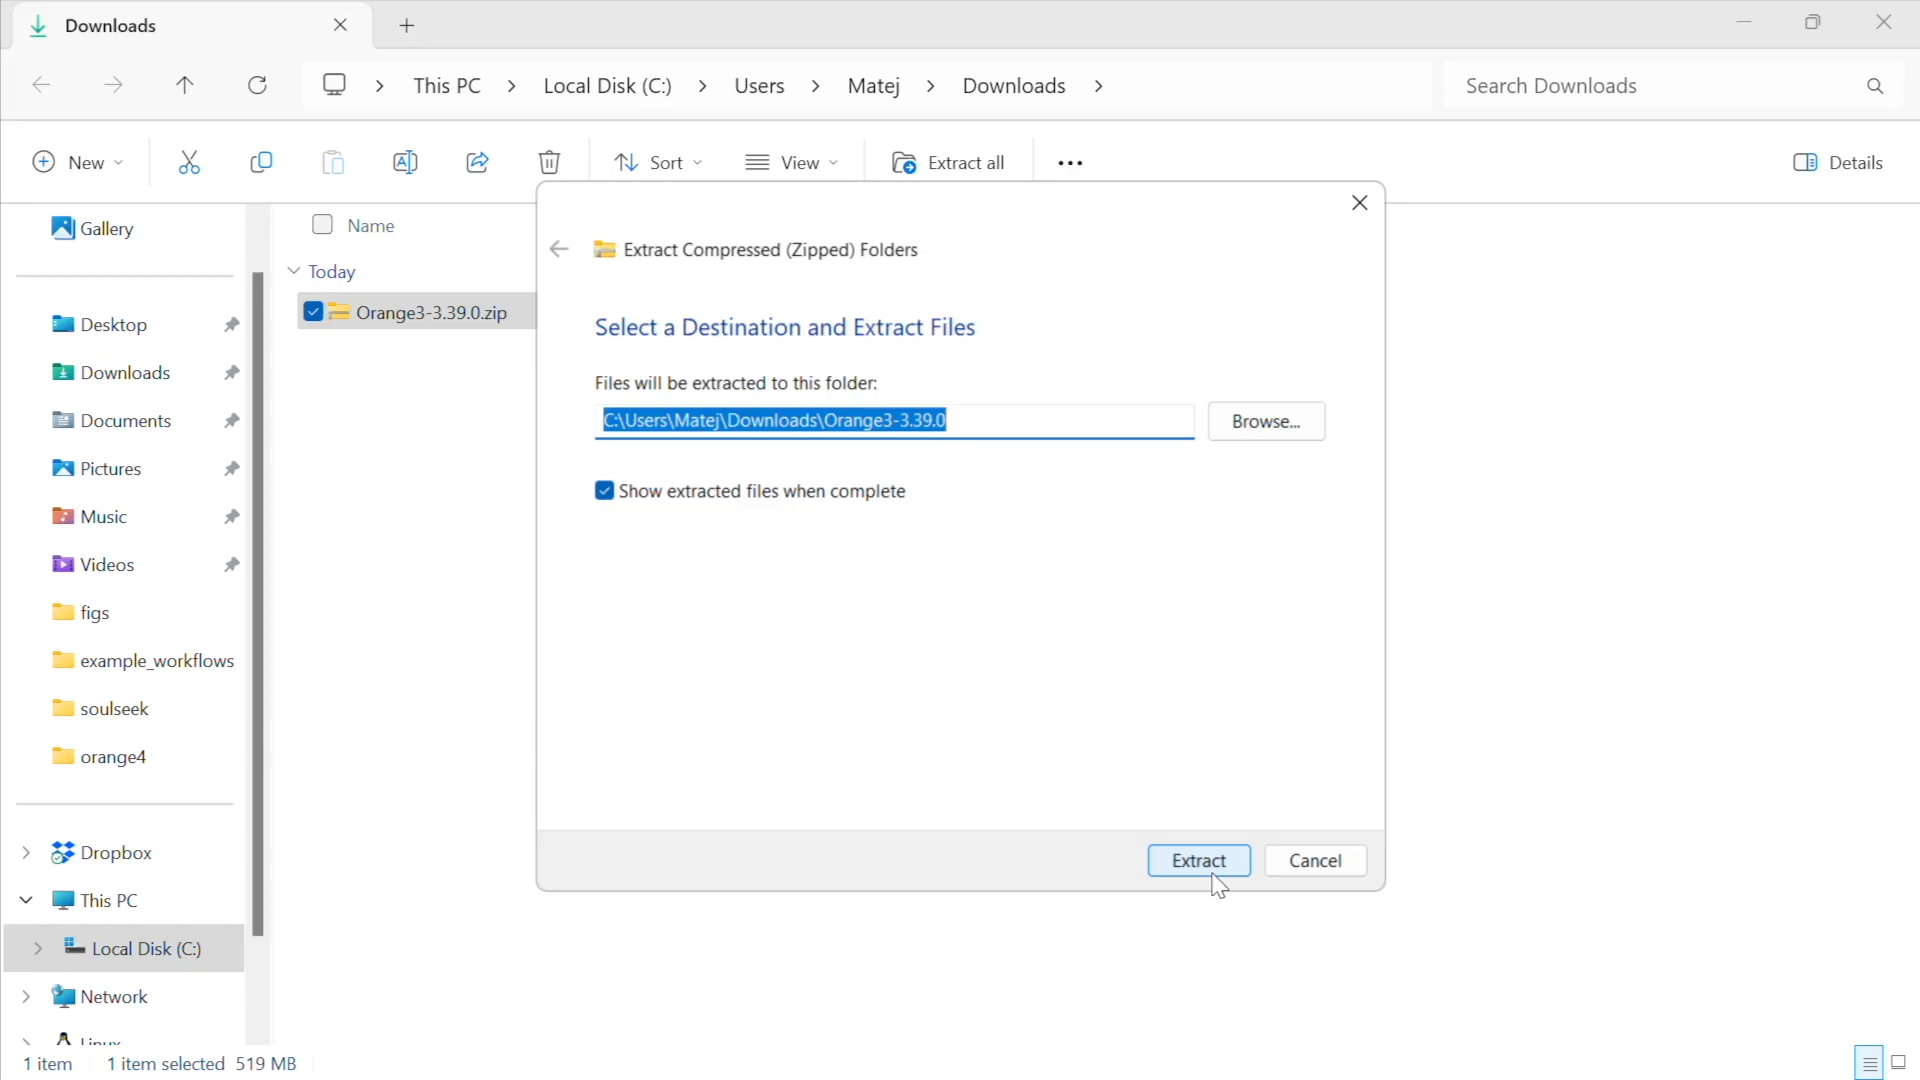 Downloads
This PC Local Disk (C:) Users Matej Downloads
Search Downloads
New Sort View Extract all Details
Gallery
Desktop
Downloads
Documents
Pictures
Music
Videos
figs
example_workflows
soulseek
orange4
Dropbox
This PC
Local Disk (C:)
Network
Linux
Name
Today
Orange3-3.39.0.zip
Extract Compressed (Zipped) Folders
Select a Destination and Extract Files
Files will be extracted to this folder:
C:\Users\Matej\Downloads\Orange3-3.39.0
Browse...
Show extracted files when complete
Extract Cancel
1 item 1 item selected 519 MB